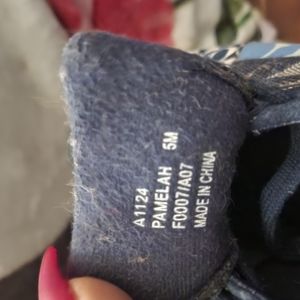 A1124
PAMELAH 5M
F0007/A07
MADE IN CHINA